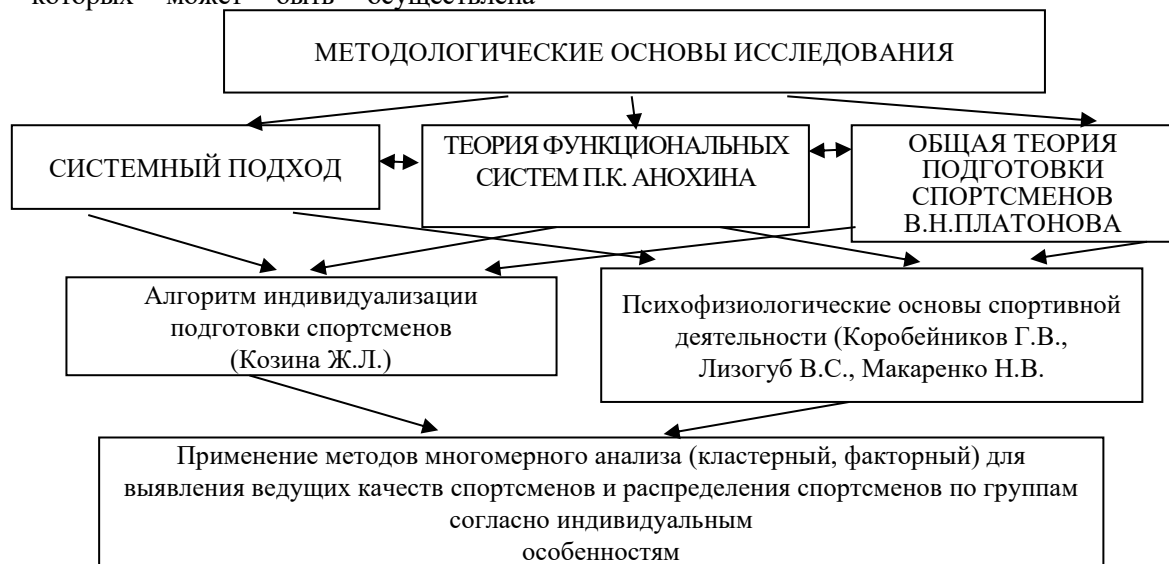 которых может быть осуществлена
МЕТОДОЛОГИЧЕСКИЕ ОСНОВЫ ИССЛЕДОВАНИЯ
СИСТЕМНЫЙ ПОДХОД
ТЕОРИЯ ФУНКЦИОНАЛЬНЫХ
СИСТЕМ П.К. АНОХИНА
ОБЩАЯ ТЕОРИЯ
ПОДГОТОВКИ
СПОРТСМЕНОВ
В.Н.ПЛАТОНОВА
Алгоритм индивидуализации
подготовки спортсменов
(Козина Ж.Л.)
Психофизиологические основы спортивной
деятельности (Коробейников Г.В.,
Лизогуб В.С., Макаренко Н.В.
Применение методов многомерного анализа (кластерный, факторный) для
выявления ведущих качеств спортсменов и распределения спортсменов по группам
согласно индивидуальным
особенностям